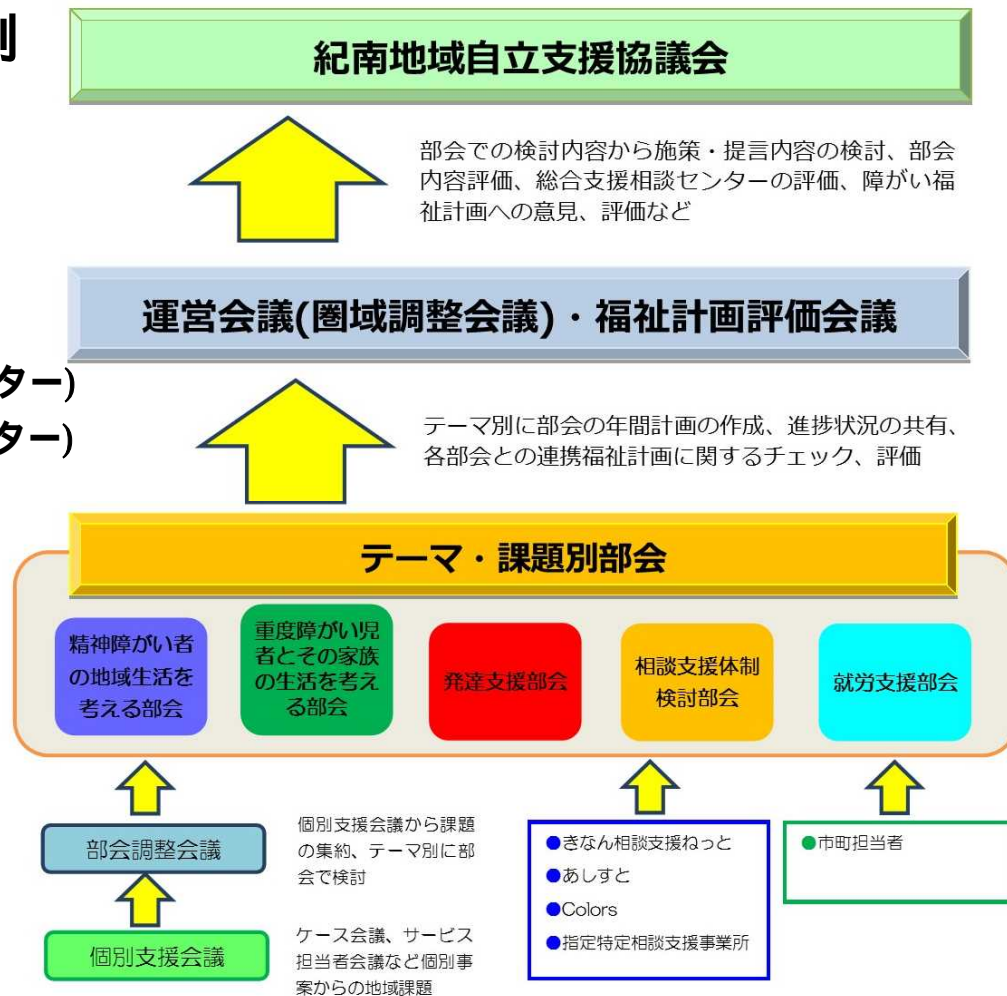 制
紀南地域自立支援協議会
部会での検討内容から施策・提言内容の検討、部会
内容評価、総合支援相談センターの評価、障がい福
祉計画への意見、評価など
運営会議(圏域調整会議)・福祉計画評価会議
ター)
ター)
テーマ別に部会の年間計画の作成、進捗状況の共有、
各部会との連携福祉計画に関するチェック、評価
テーマ・課題別部会
精神障がい者
の地域生活を
考える部会
重度障がい児
者とその家族
の生活を考え
る部会
発達支援部会
相談支援体制
検討部会
就労支援部会
部会調整会議
個別支援会議から課題
の集約、テーマ別に部
会で検討
●きなん相談支援ねっと
●あしすと
●Colors
●指定特定相談支援事業所
●市町担当者
個別支援会議
ケース会議、サービス
担当者会議など個別事
案からの地域課題